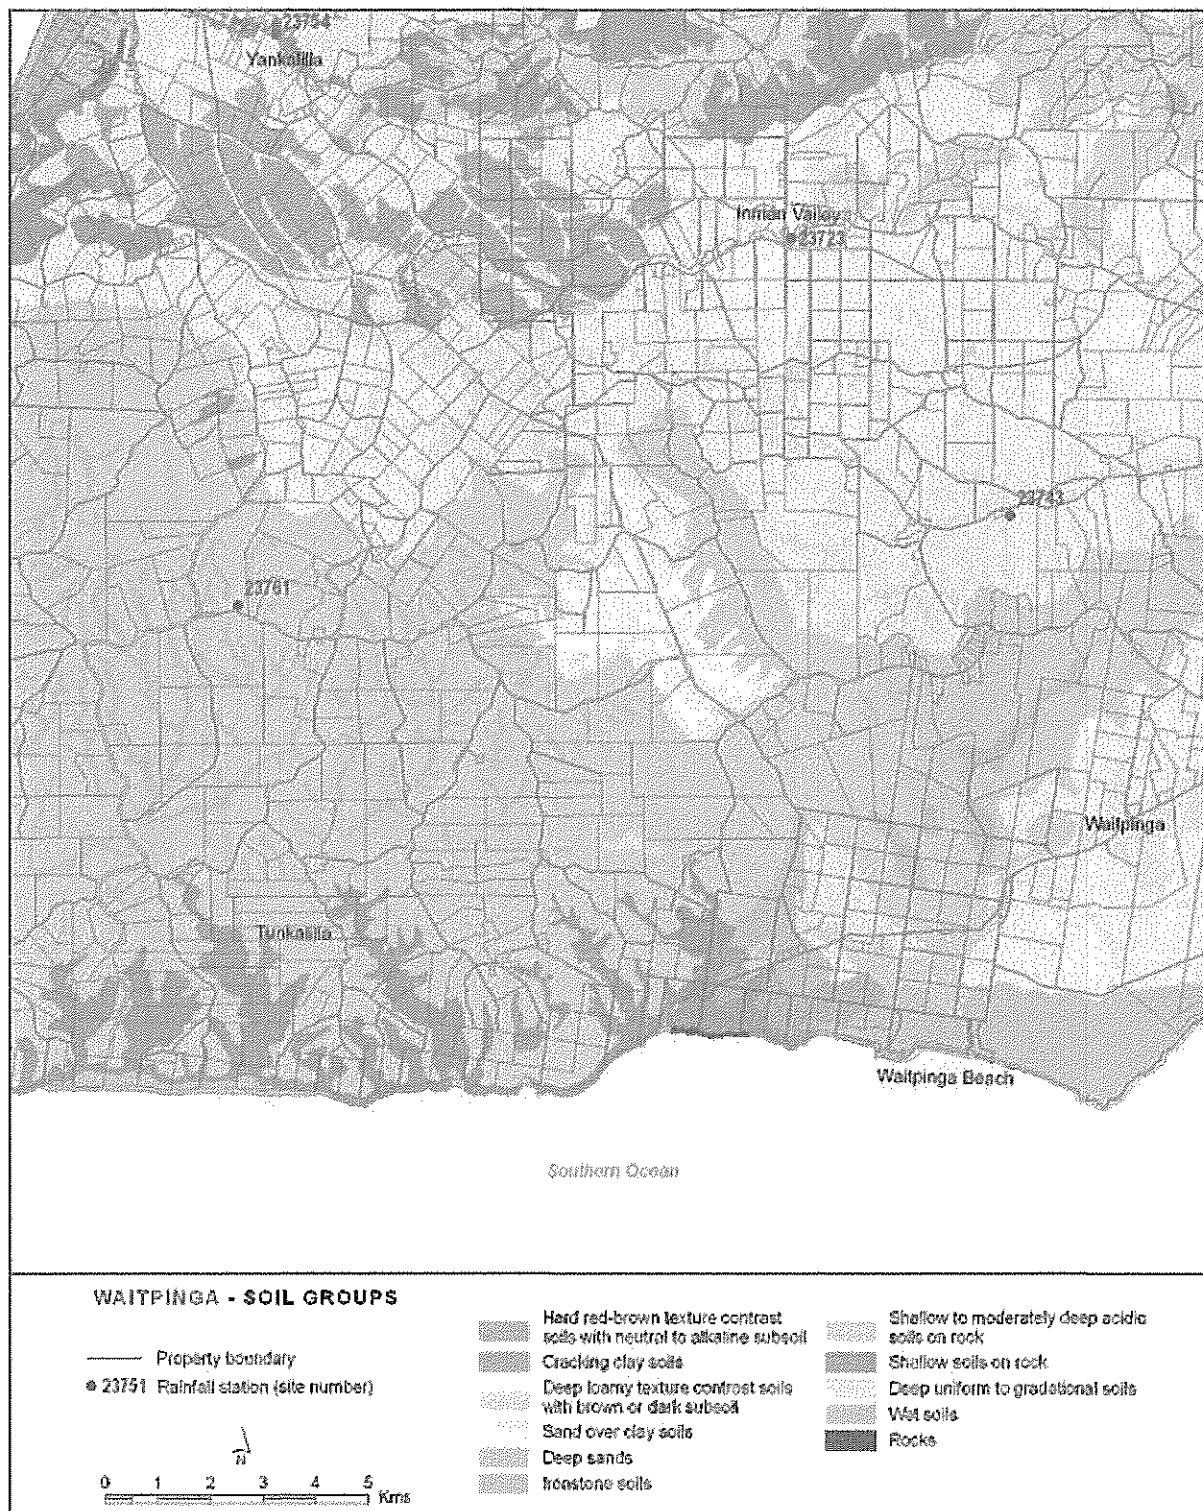 23754
Yankalilla
Inman Valley
23723
23743
23761
Waitpinga
Tunkalilla
Waitpinga Beach
Southern Ocean
WAITPINGA - SOIL GROUPS
Property boundary
23751 Rainfall station (site number)
N
0 1 2 3 4 5 Kms
Hard red-brown texture contrast
soils with neutral to alkaline subsoil
Cracking clay soils
Deep loamy texture contrast soils
with brown or dark subsoil
Sand over clay soils
Deep sands
Ironstone soils
Shallow to moderately deep acidic
soils on rock
Shallow soils on rock
Deep uniform to gradational soils
Wet soils
Rocks